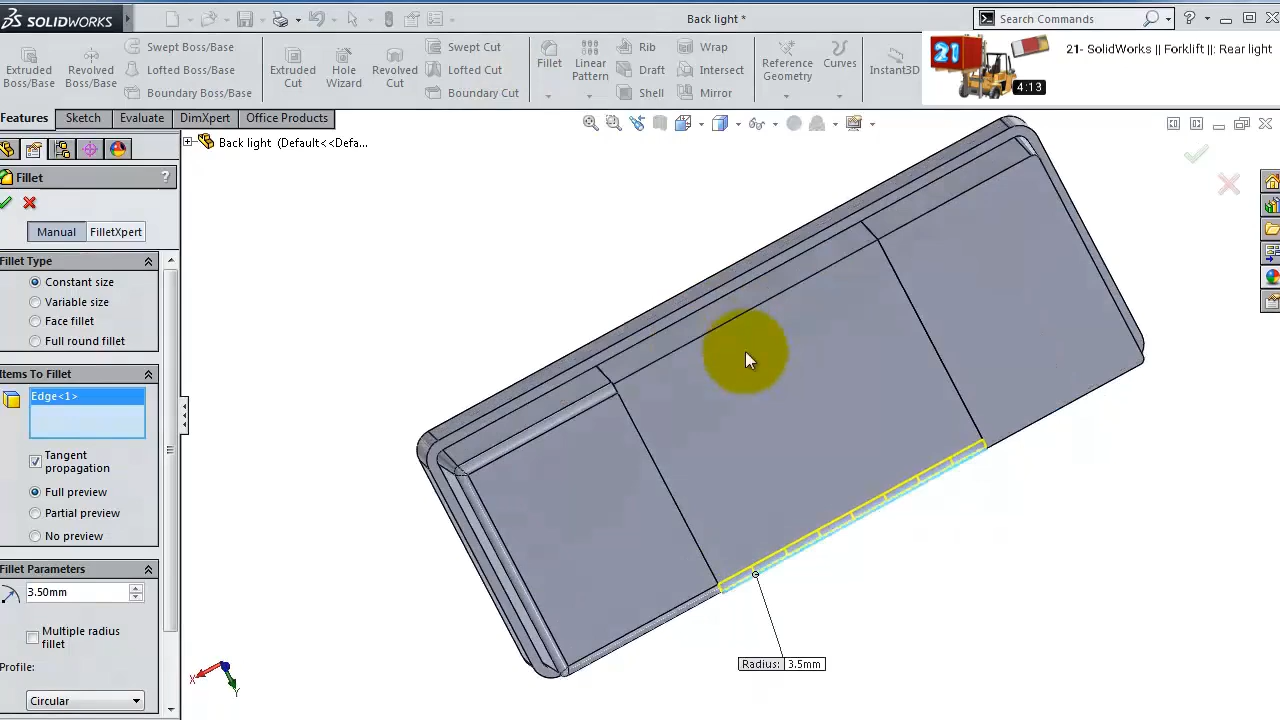 SOLIDWORKS
Back light *
Search Commands
21
21- SolidWorks || Forklift ||: Rear light
4:13
Extruded Boss/Base
Revolved Boss/Base
Swept Boss/Base
Lofted Boss/Base
Boundary Boss/Base
Extruded Cut
Hole Wizard
Revolved Cut
Swept Cut
Lofted Cut
Boundary Cut
Fillet
Linear Pattern
Rib
Draft
Shell
Wrap
Intersect
Mirror
Reference Geometry
Curves
Instant3D
Features
Sketch
Evaluate
DimXpert
Office Products
Back light (Default<<Defa...
Fillet
?
Manual
FilletXpert
Fillet Type
Constant size
Variable size
Face fillet
Full round fillet
Items To Fillet
Edge<1>
Tangent
propagation
Full preview
Partial preview
No preview
Fillet Parameters
3.50mm
Multiple radius
fillet
Profile:
Circular
Radius: 3.5mm
X
Y